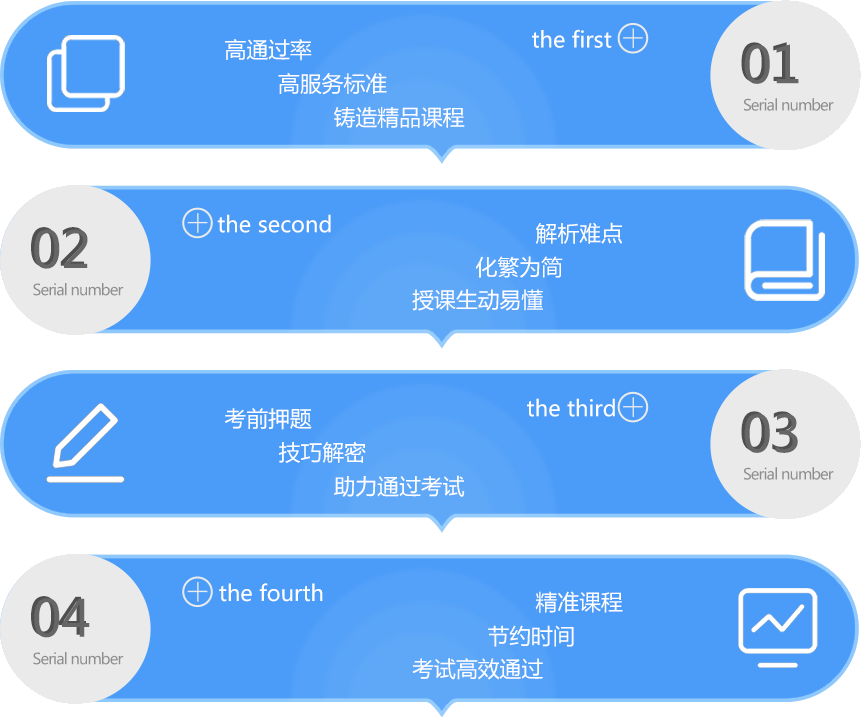 the first
01
Serial number
高通过率
高服务标准
铸造精品课程
02
Serial number
the second
解析难点
化繁为简
授课生动易懂
the third
03
Serial number
考前押题
技巧解密
助力通过考试
04
Serial number
the fourth
精准课程
节约时间
考试高效通过